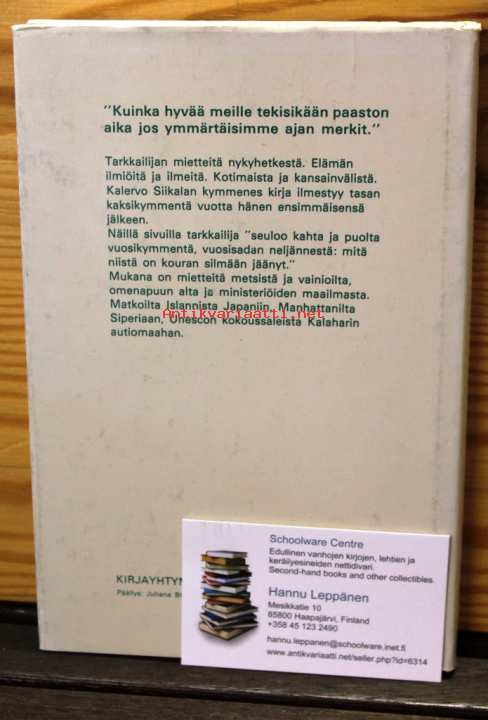 "Kuinka hyvää meille tekisikään paaston
aika jos ymmärtäisimme ajan merkit."
Tarkkailijan mietteitä nykyhetkestä. Elämän
ilmiöitä ja ilmeitä. Kotimaista ja kansainvälistä.
Kalervo Siikalan kymmenes kirja ilmestyy tasan
kaksikymmentä vuotta hänen ensimmäisensä
jälkeen.
Näillä sivuilla tarkkailija "seuloo kahta ja puolta
vuosikymmentä, vuosisadan neljännestä: mitä
niistä on kouran silmään jäänyt."
Mukana on mietteitä metsistä ja vainioilta,
omenapuun alta ja ministeriöiden maailmasta.
Matkoilta Islannista Japaniin, Manhattanilta
Antikvariaatti.net
Siperiaan, Unescon kokoussaleista Kalaharin
autiomaahan.
KIRJAYHTYM
Päällys: Juhana
Schoolware Centre
Edullinen vanhojen kirjojen, lehtien ja
keräilyesineiden nettidivari.
Second-hand books and other collectibles.
Hannu Leppänen
Mesikkatie 10
85800 Haapajärvi, Finland
+358 45 123 2490
hannu.leppanen@schoolware.inet.fi
www.antikvariaatti.net/seller.php?id=6314